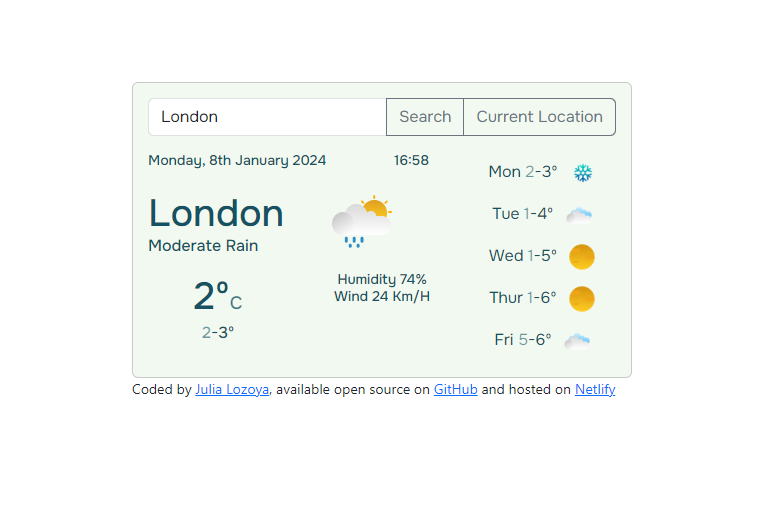 London Search Current Location
Monday, 8th January 2024 16:58
London
Moderate Rain
2°C
2-3°
Humidity 74%
Wind 24 Km/H
Mon 2-3°
Tue 1-4°
Wed 1-5°
Thur 1-6°
Fri 5-6°
Coded by Julia Lozoya, available open source on GitHub and hosted on Netlify